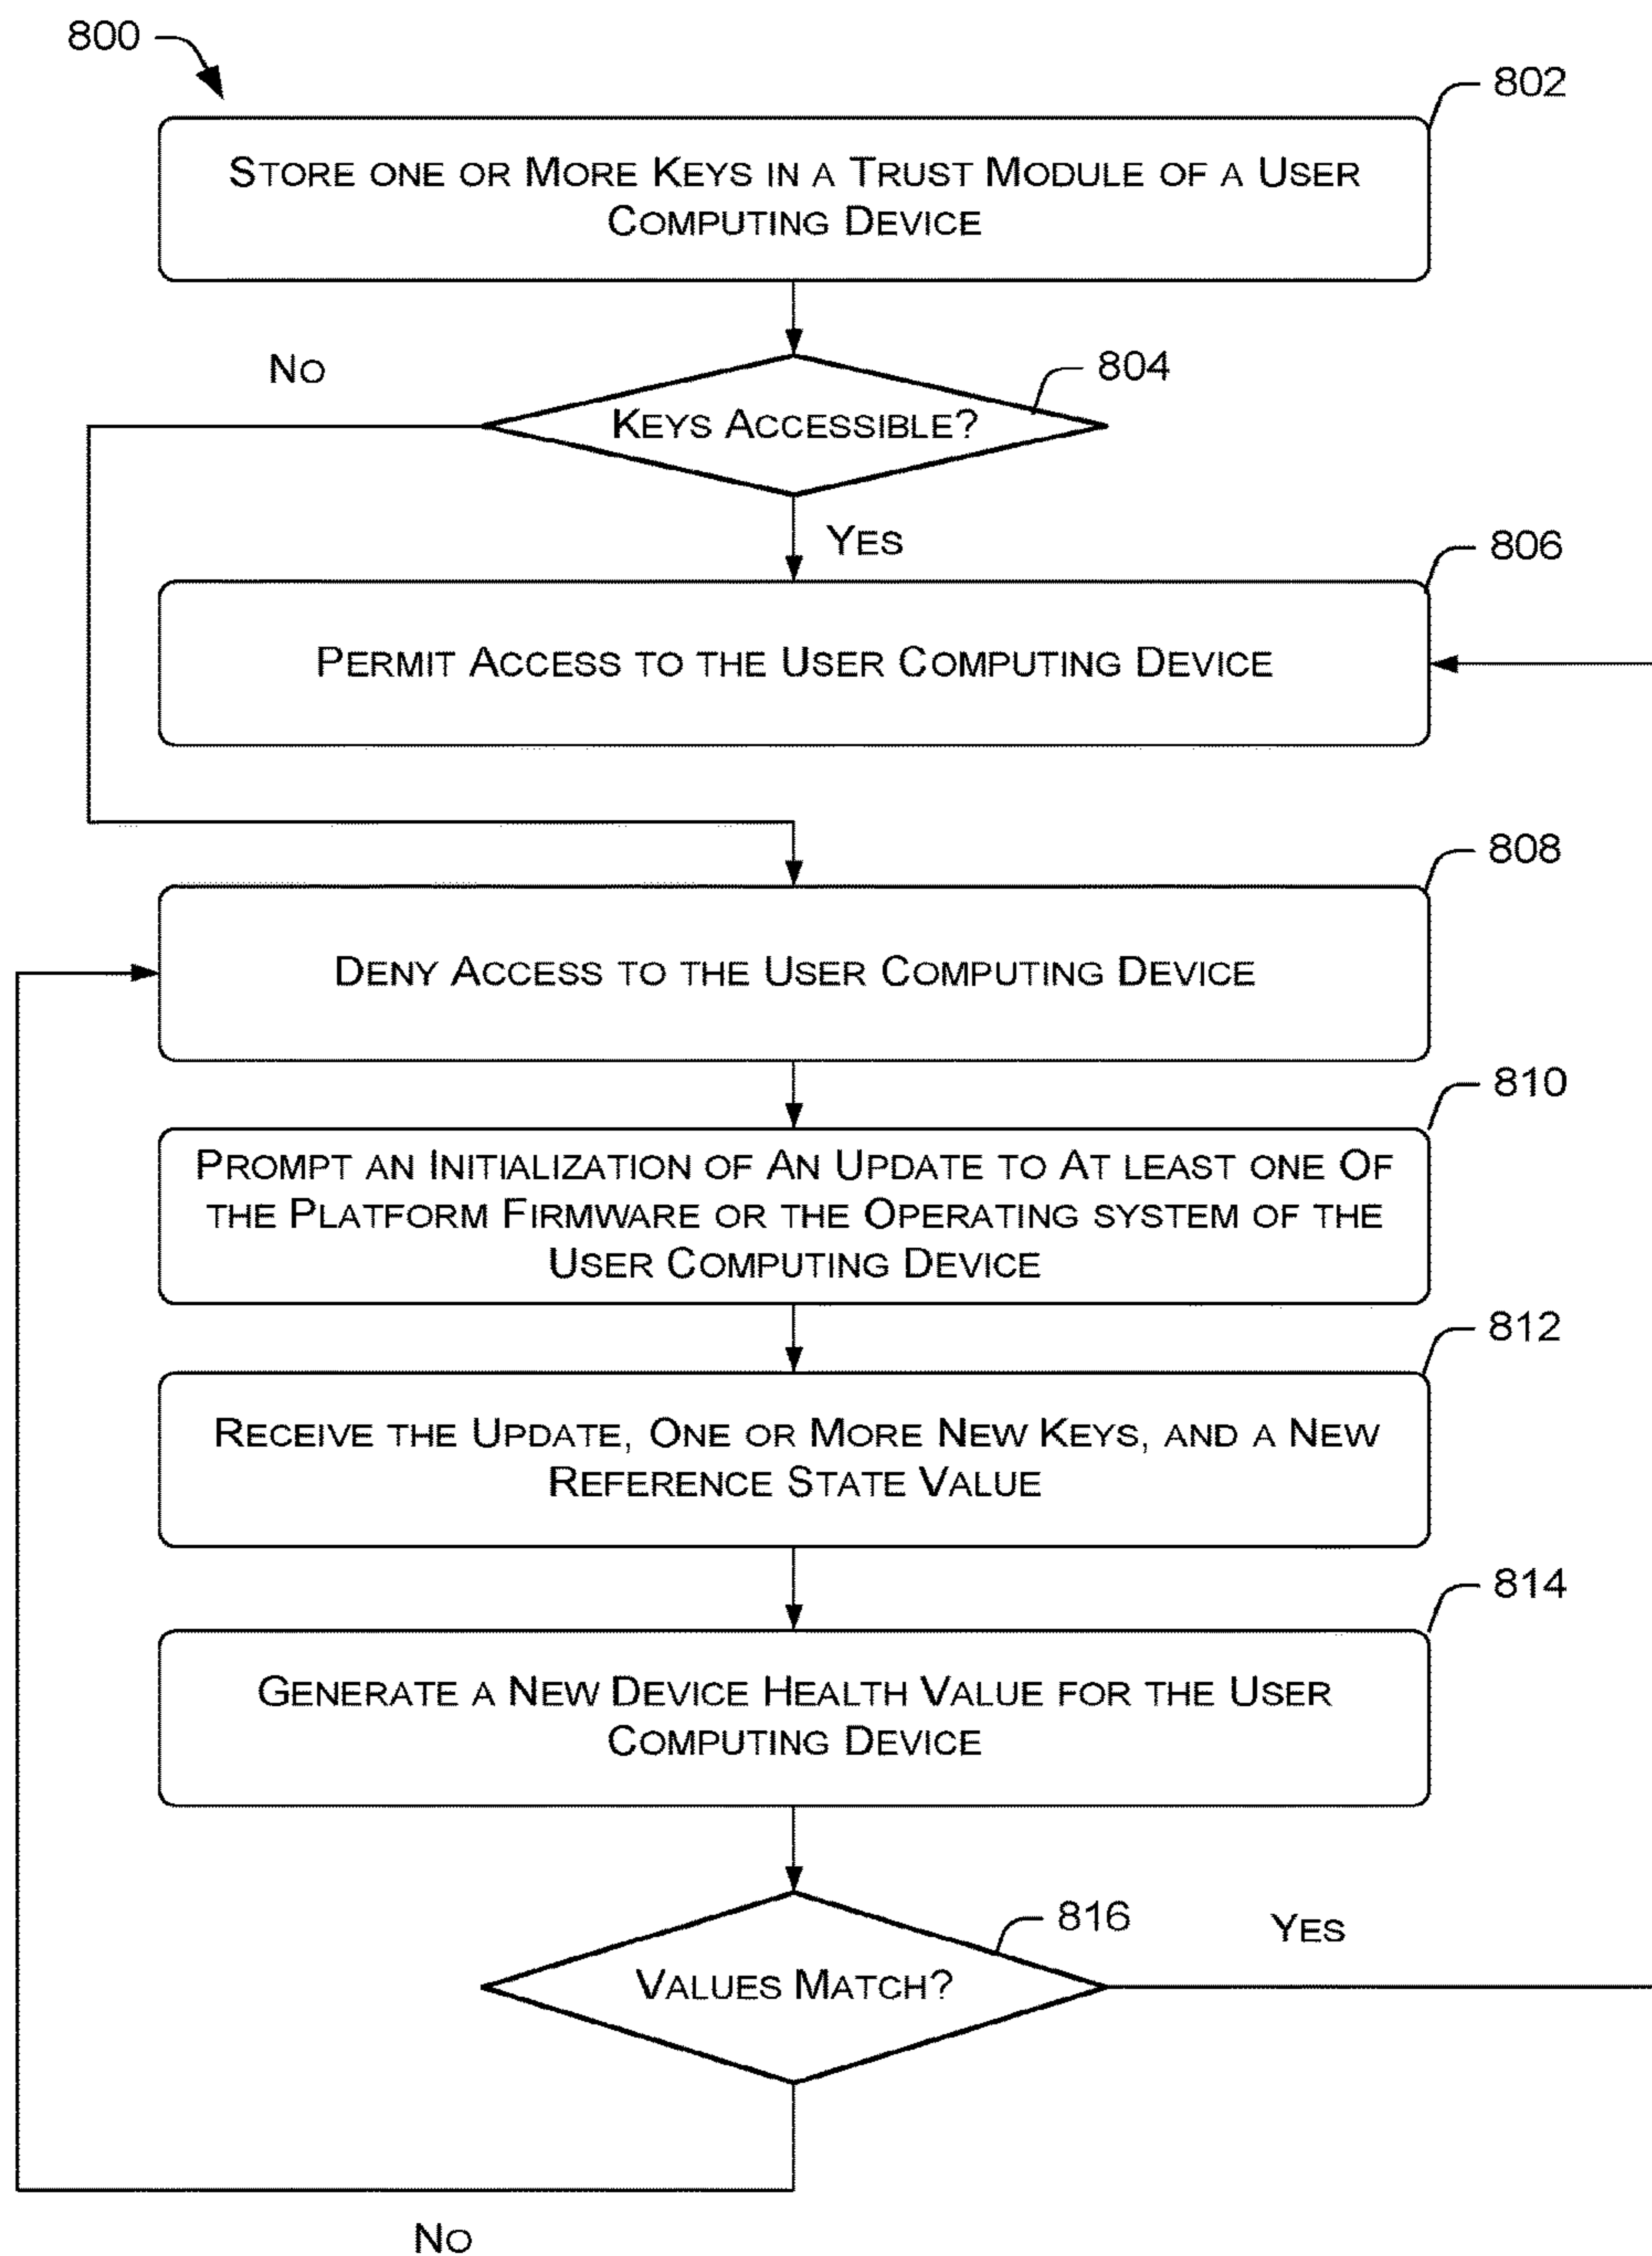 800
802
STORE ONE OR MORE KEYS IN A TRUST MODULE OF A USER
COMPUTING DEVICE
NO
804
KEYS ACCESSIBLE?
YES
806
PERMIT ACCESS TO THE USER COMPUTING DEVICE
808
DENY ACCESS TO THE USER COMPUTING DEVICE
810
PROMPT AN INITIALIZATION OF AN UPDATE TO AT LEAST ONE OF
THE PLATFORM FIRMWARE OR THE OPERATING SYSTEM OF THE
USER COMPUTING DEVICE
812
RECEIVE THE UPDATE, ONE OR MORE NEW KEYS, AND A NEW
REFERENCE STATE VALUE
814
GENERATE A NEW DEVICE HEALTH VALUE FOR THE USER
COMPUTING DEVICE
816
YES
VALUES MATCH?
NO